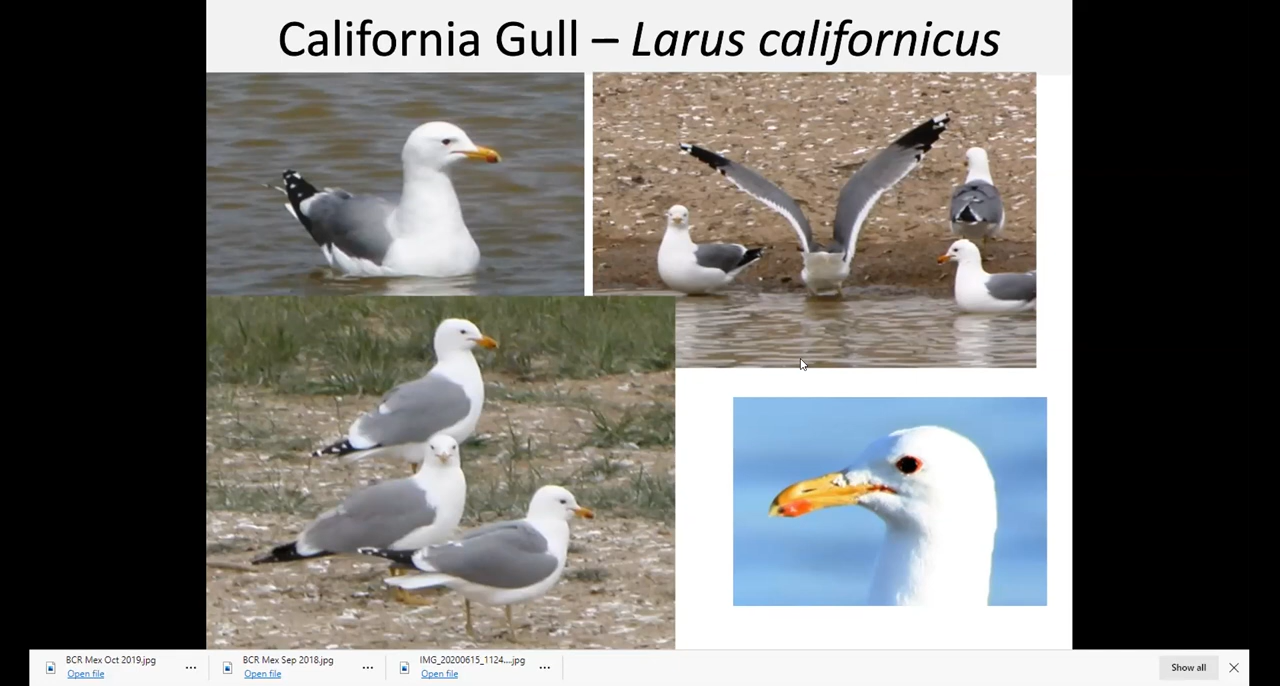 California Gull – Larus californicus
BCR Mex Oct 2019.jpg
Open file
BCR Mex Sep 2018.jpg
Open file
IMG_20200615_1124....jpg
Open file
Show all